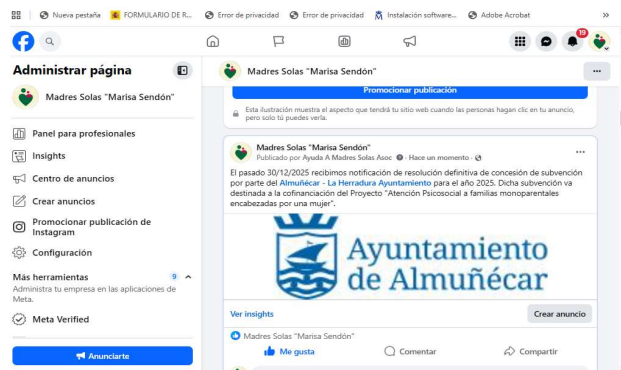 Nueva pestaña
FORMULARIO DE R...
Error de privacidad
Error de privacidad
Instalación software...
Adobe Acrobat
»
19
Administrar página
Madres Solas "Marisa Sendón"
Panel para profesionales
Insights
Centro de anuncios
Crear anuncios
Promocionar publicación de
Instagram
Configuración
Más herramientas 9
Administra tu empresa en las aplicaciones de
Meta.
Meta Verified
Anunciarte
Madres Solas "Marisa Sendón"
...
Promocionar publicación
Esta ilustración muestra el aspecto que tendrá tu sitio web cuando las personas hagan clic en tu anuncio,
pero solo tú puedes verla.
Madres Solas "Marisa Sendón"
...
Publicado por Ayuda A Madres Solas Asoc · Hace un momento ·
El pasado 30/12/2025 recibimos notificación de resolución definitiva de concesión de subvención
por parte del Almuñécar - La Herradura Ayuntamiento para el año 2025. Dicha subvención va
destinada a la cofinanciación del Proyecto "Atención Psicosocial a familias monoparentales
encabezadas por una mujer".
Ayuntamiento
de Almuñécar
Ver insights
Crear anuncio
Madres Solas "Marisa Sendón"
Me gusta
Comentar
Compartir